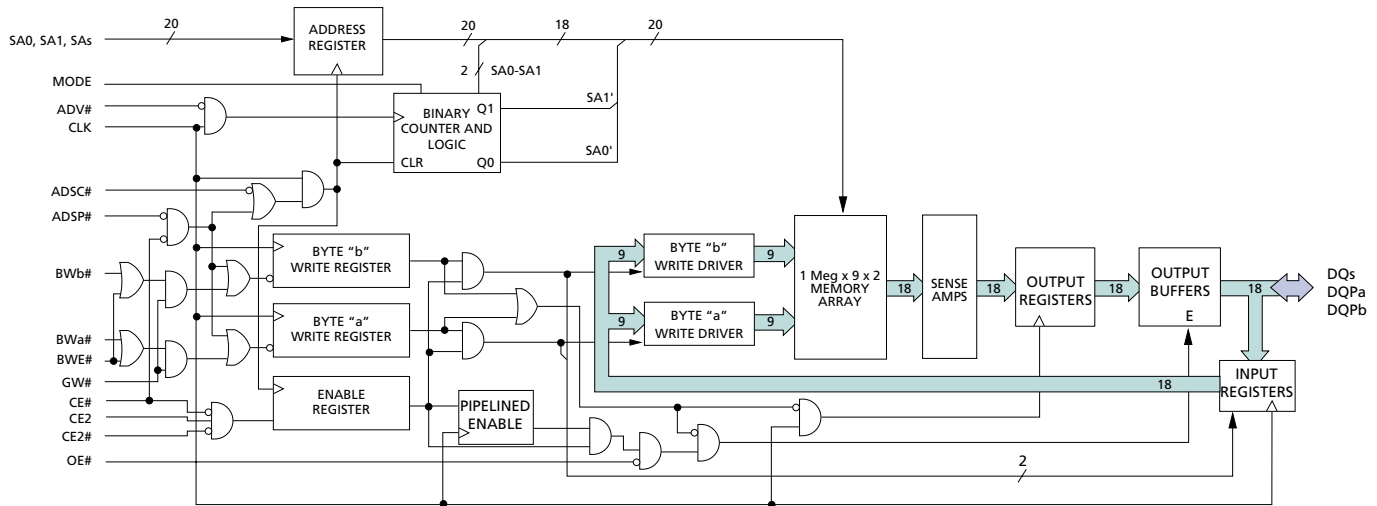 20
SA0, SA1, SAs
ADDRESS
REGISTER
20
18
20
2
SA0-SA1
MODE
ADV#
CLK
BINARY
COUNTER AND
LOGIC
Q1
CLR
Q0
SA1'
SA0'
ADSC#
ADSP#
BYTE “b”
WRITE REGISTER
BWb#
BYTE “a”
WRITE REGISTER
BWa#
BWE#
GW#
CE#
CE2
CE2#
OE#
ENABLE
REGISTER
PIPELINED
ENABLE
9
BYTE “b”
WRITE DRIVER
9
9
BYTE “a”
WRITE DRIVER
9
1 Meg x 9 x 2
MEMORY
ARRAY
18
SENSE
AMPS
18
OUTPUT
REGISTERS
18
OUTPUT
BUFFERS
E
18
DQs
DQPa
DQPb
18
INPUT
REGISTERS
2